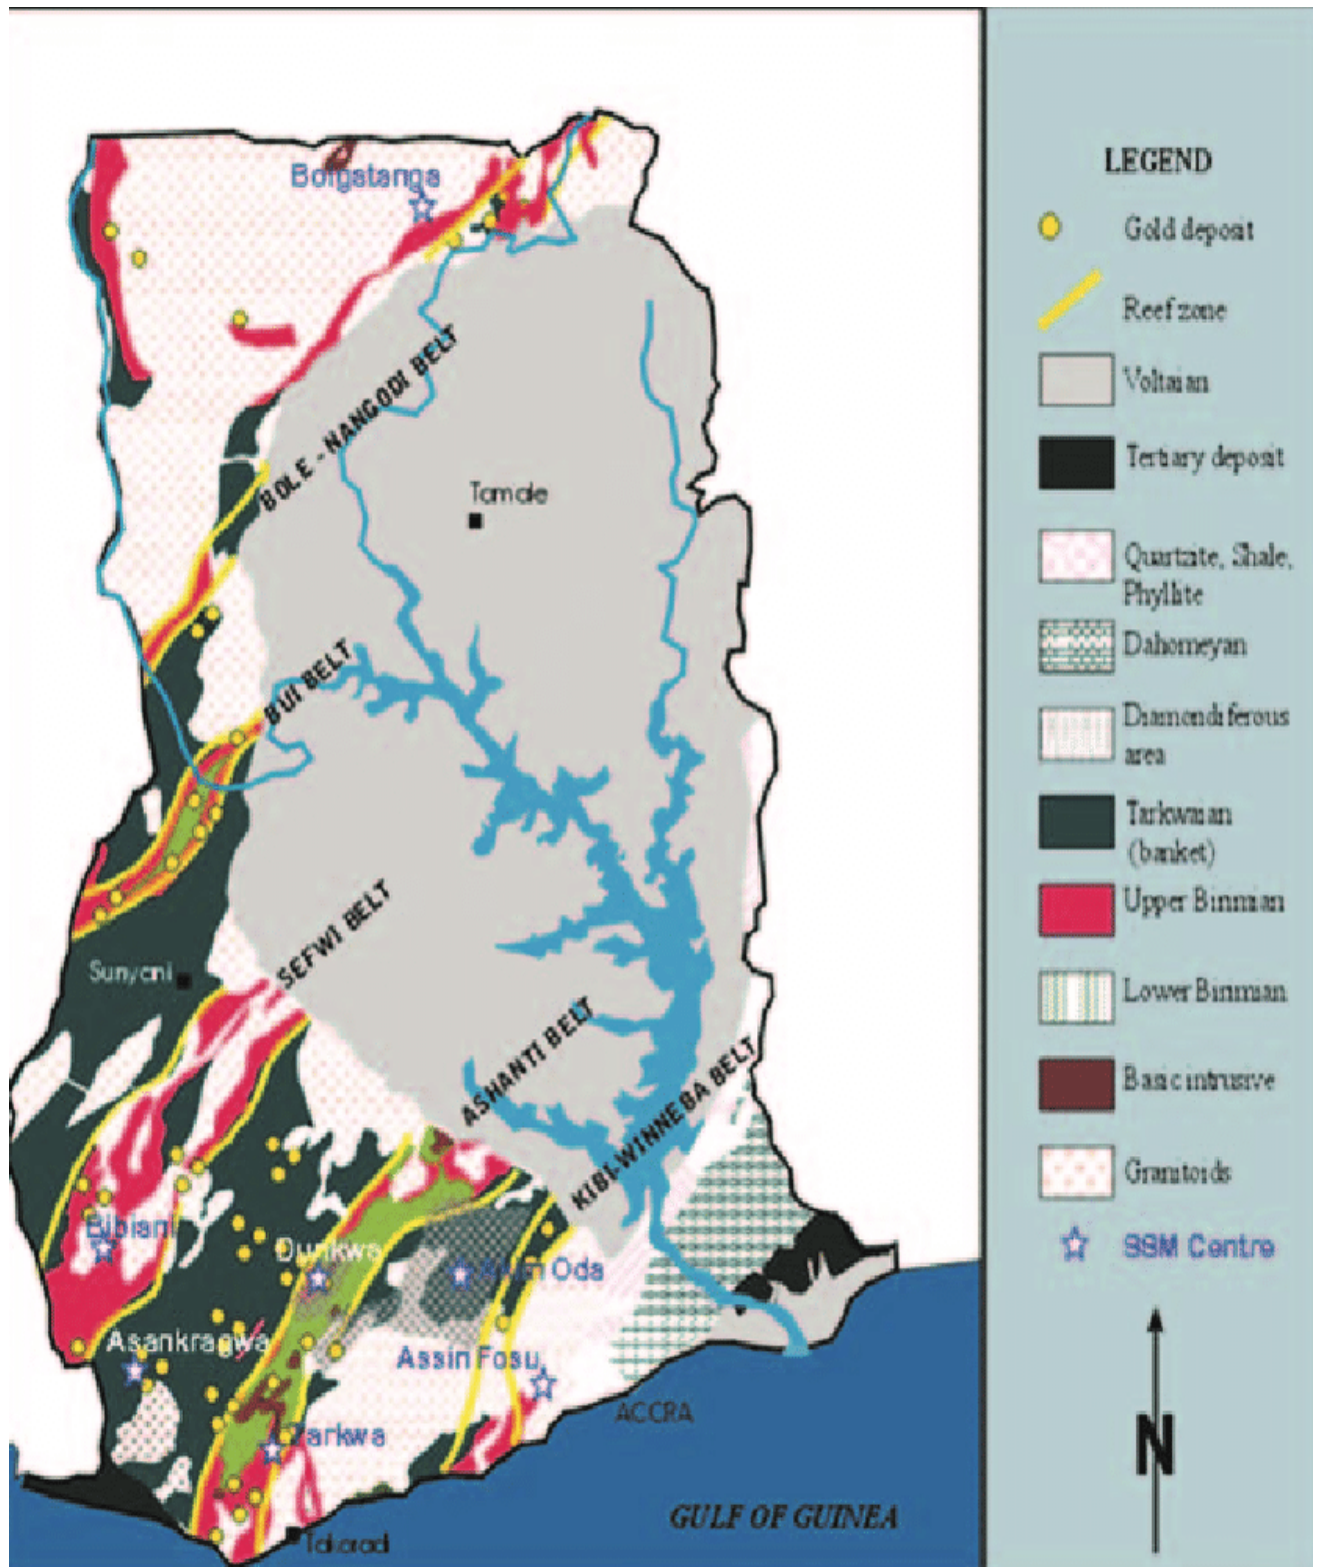 LEGEND
Bolgatanga
Gold deposit
Reef zone
BOLE - NANGODI BELT
Voltaian
Tertiary deposit
Tamale
Quartzite, Shale,
Phyllite
Dahomeyan
BUI BELT
Diamondiferous
area
Tarkwaian
(banket)
Upper Birimian
SEFWI BELT
Sunyani
Lower Birimian
ASHANTI BELT
KIBI-WINNEBA BELT
Basic intrusive
Granitoids
Bibiani
Dunkwa
Oda
SSM Centre
Asankragwa
Assin Fosu
ACCRA
Tarkwa
N
GULF OF GUINEA
Takoradi